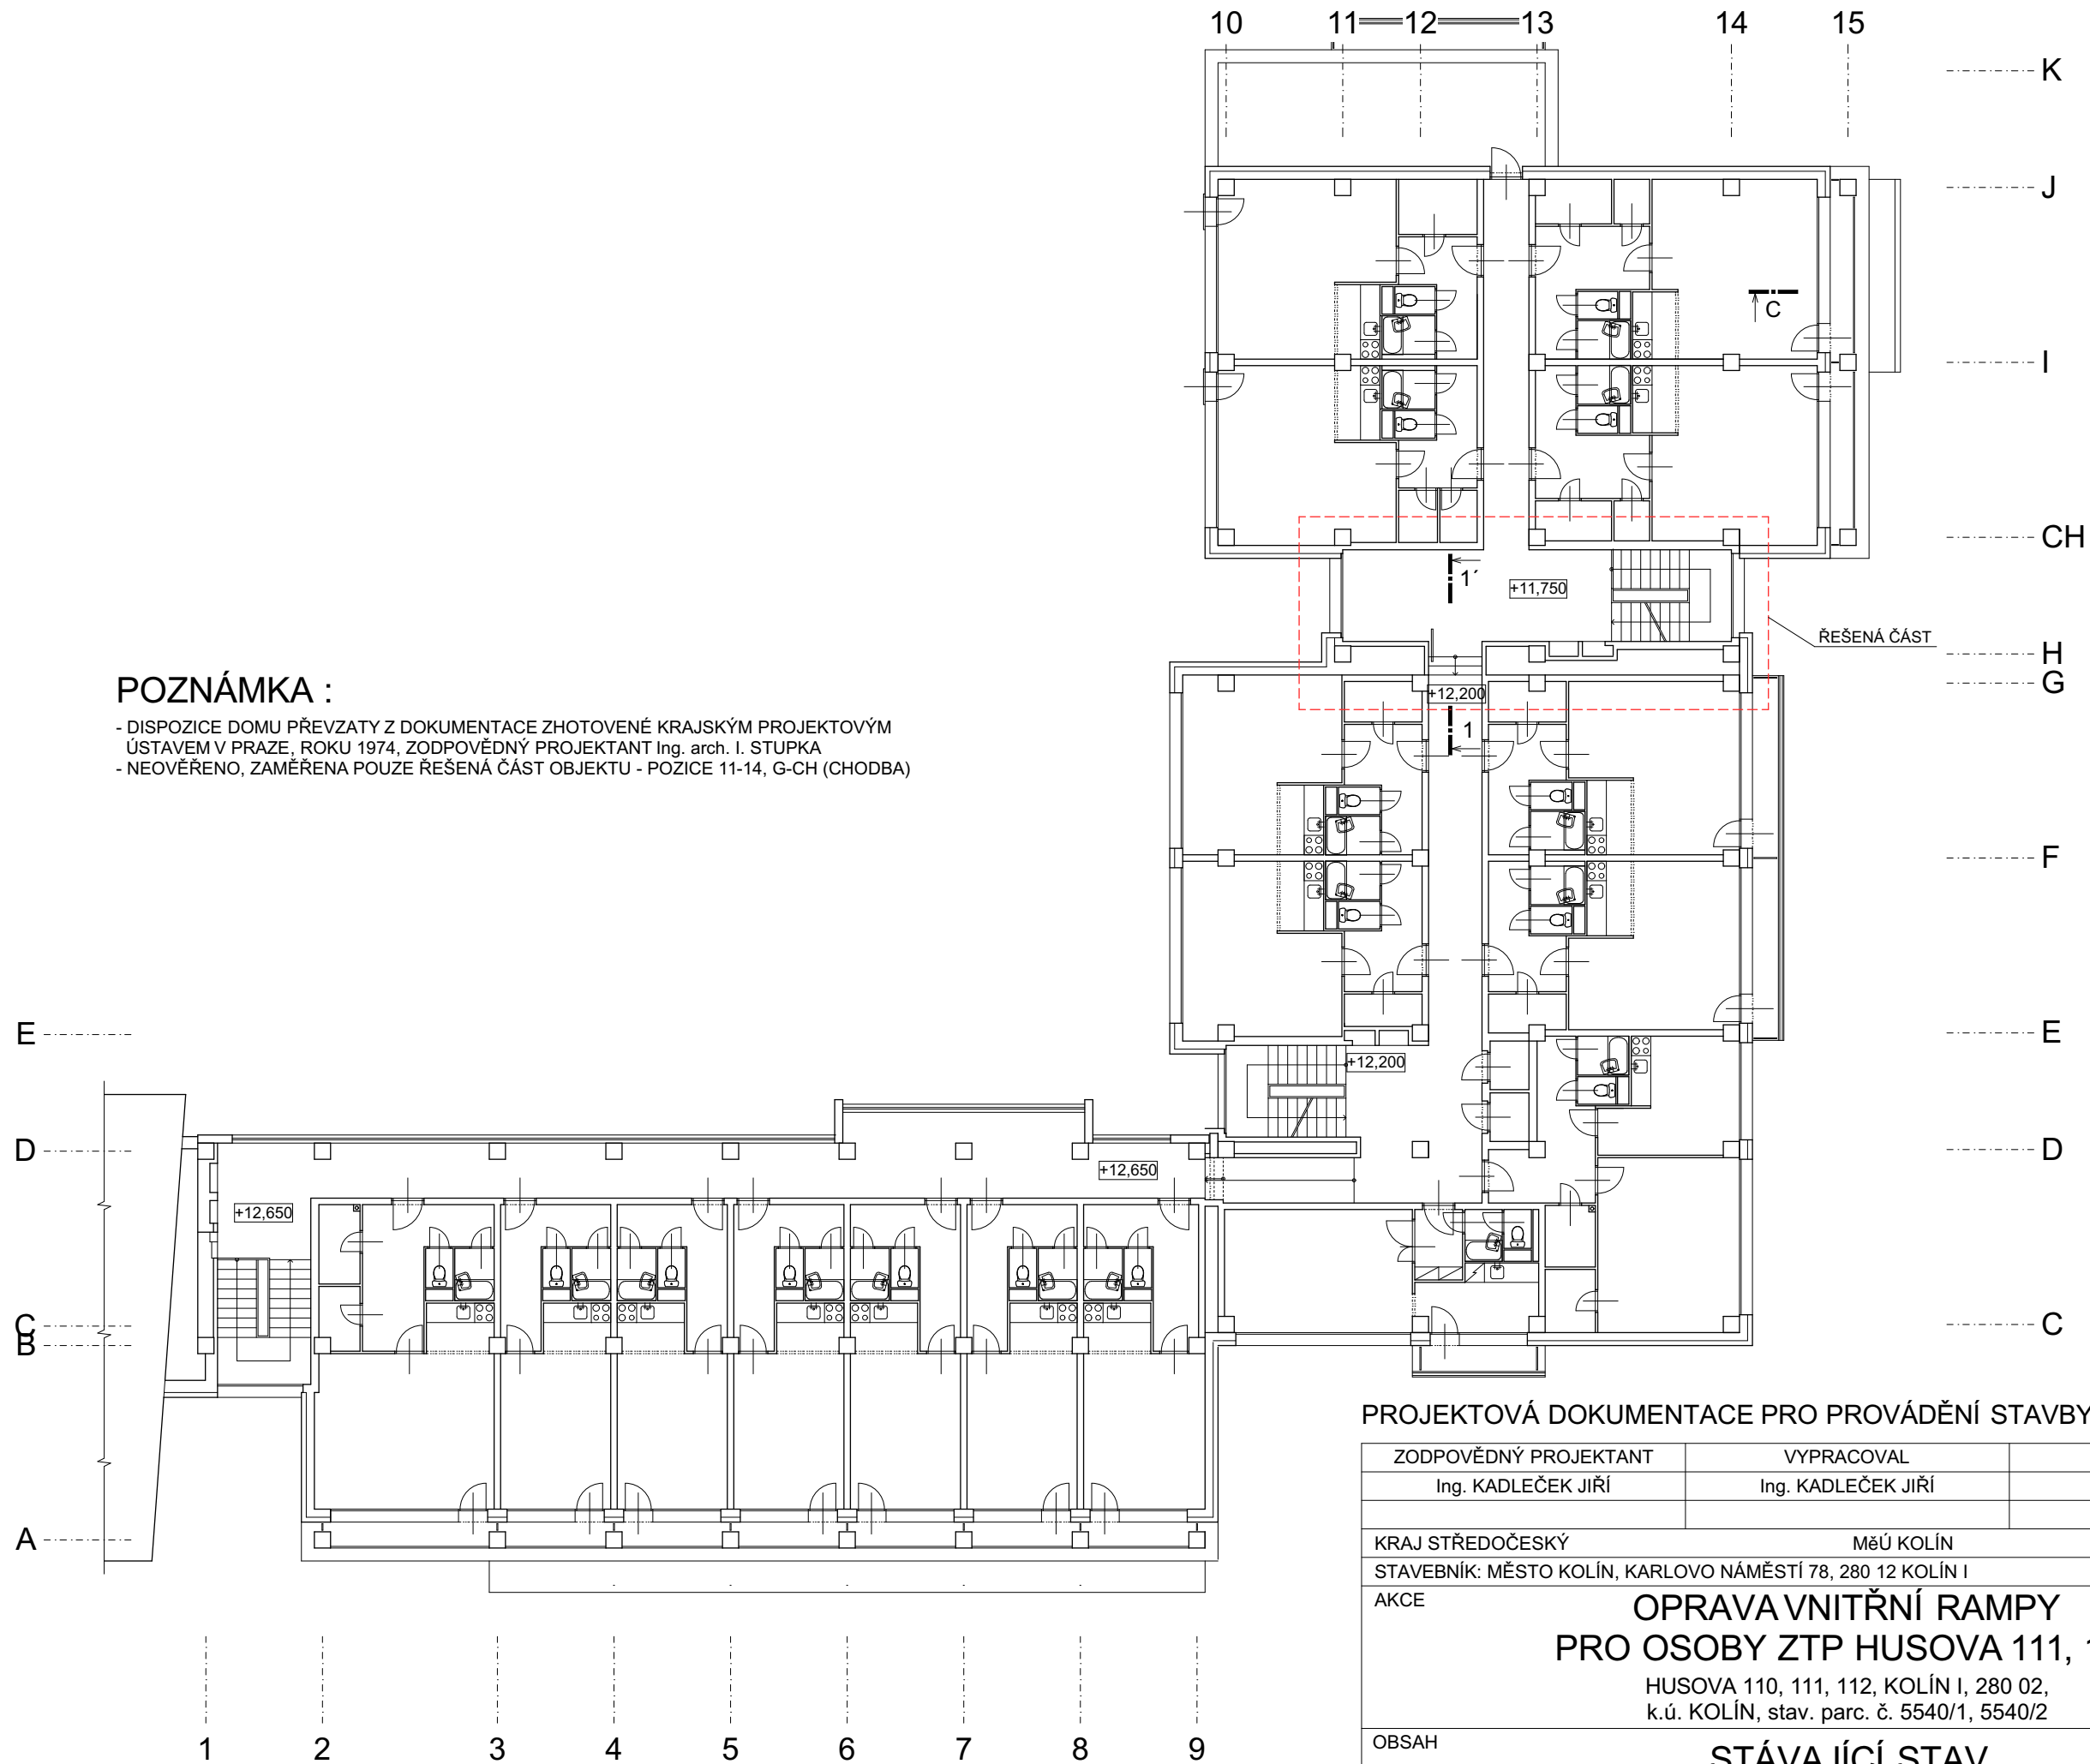 10 11 12 13 14 15
K
J
C
I
CH
1´
+11,750
ŘEŠENÁ ČÁST
H
G
+12,200
1
POZNÁMKA :
- DISPOZICE DOMU PŘEVZATY Z DOKUMENTACE ZHOTOVENÉ KRAJSKÝM PROJEKTOVÝM
ÚSTAVEM V PRAZE, ROKU 1974, ZODPOVĚDNÝ PROJEKTANT Ing. arch. I. STUPKA
- NEOVĚŘENO, ZAMĚŘENA POUZE ŘEŠENÁ ČÁST OBJEKTU - POZICE 11-14, G-CH (CHODBA)
F
E
E
+12,200
D
D
+12,650
+12,650
C
B
C
A
1 2 3 4 5 6 7 8 9
PROJEKTOVÁ DOKUMENTACE PRO PROVÁDĚNÍ STAVBY
ZODPOVĚDNÝ PROJEKTANT VYPRACOVAL
Ing. KADLEČEK JIŘÍ Ing. KADLEČEK JIŘÍ
KRAJ STŘEDOČESKÝ MěÚ KOLÍN
STAVEBNÍK: MĚSTO KOLÍN, KARLOVO NÁMĚSTÍ 78, 280 12 KOLÍN I
AKCE
OPRAVA VNITŘNÍ RAMPY
PRO OSOBY ZTP HUSOVA 111,
HUSOVA 110, 111, 112, KOLÍN I, 280 02,
k.ú. KOLÍN, stav. parc. č. 5540/1, 5540/2
OBSAH
STÁVAJÍCÍ STAV